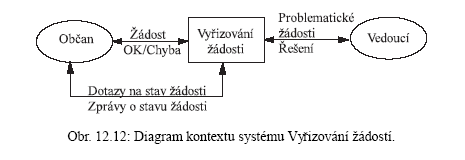 Problematické
Občan
Žádost
Vyřizování
žádosti
Vedoucí
OK/Chyba
žádosti
Řešení
Dotazy na stav žádosti
Zprávy o stavu žádosti
Obr. 12.12: Diagram kontextu systému Vyřizování žádostí.